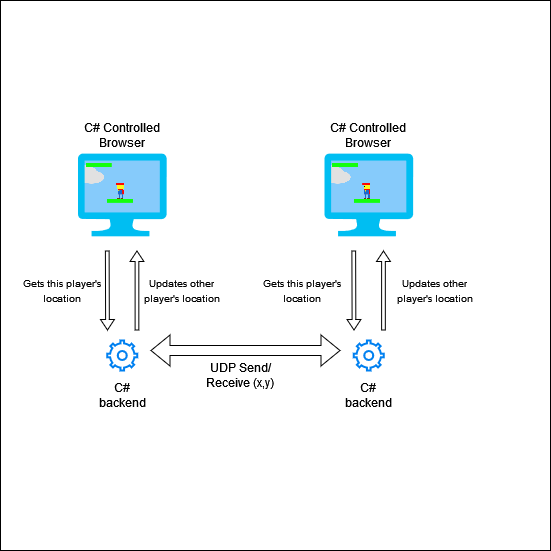 C# Controlled
Browser
C# Controlled
Browser
Gets this player's
location
Updates other
player's location
Gets this player's
location
Updates other
player's location
UDP Send/
Receive (x,y)
C#
backend
C#
backend